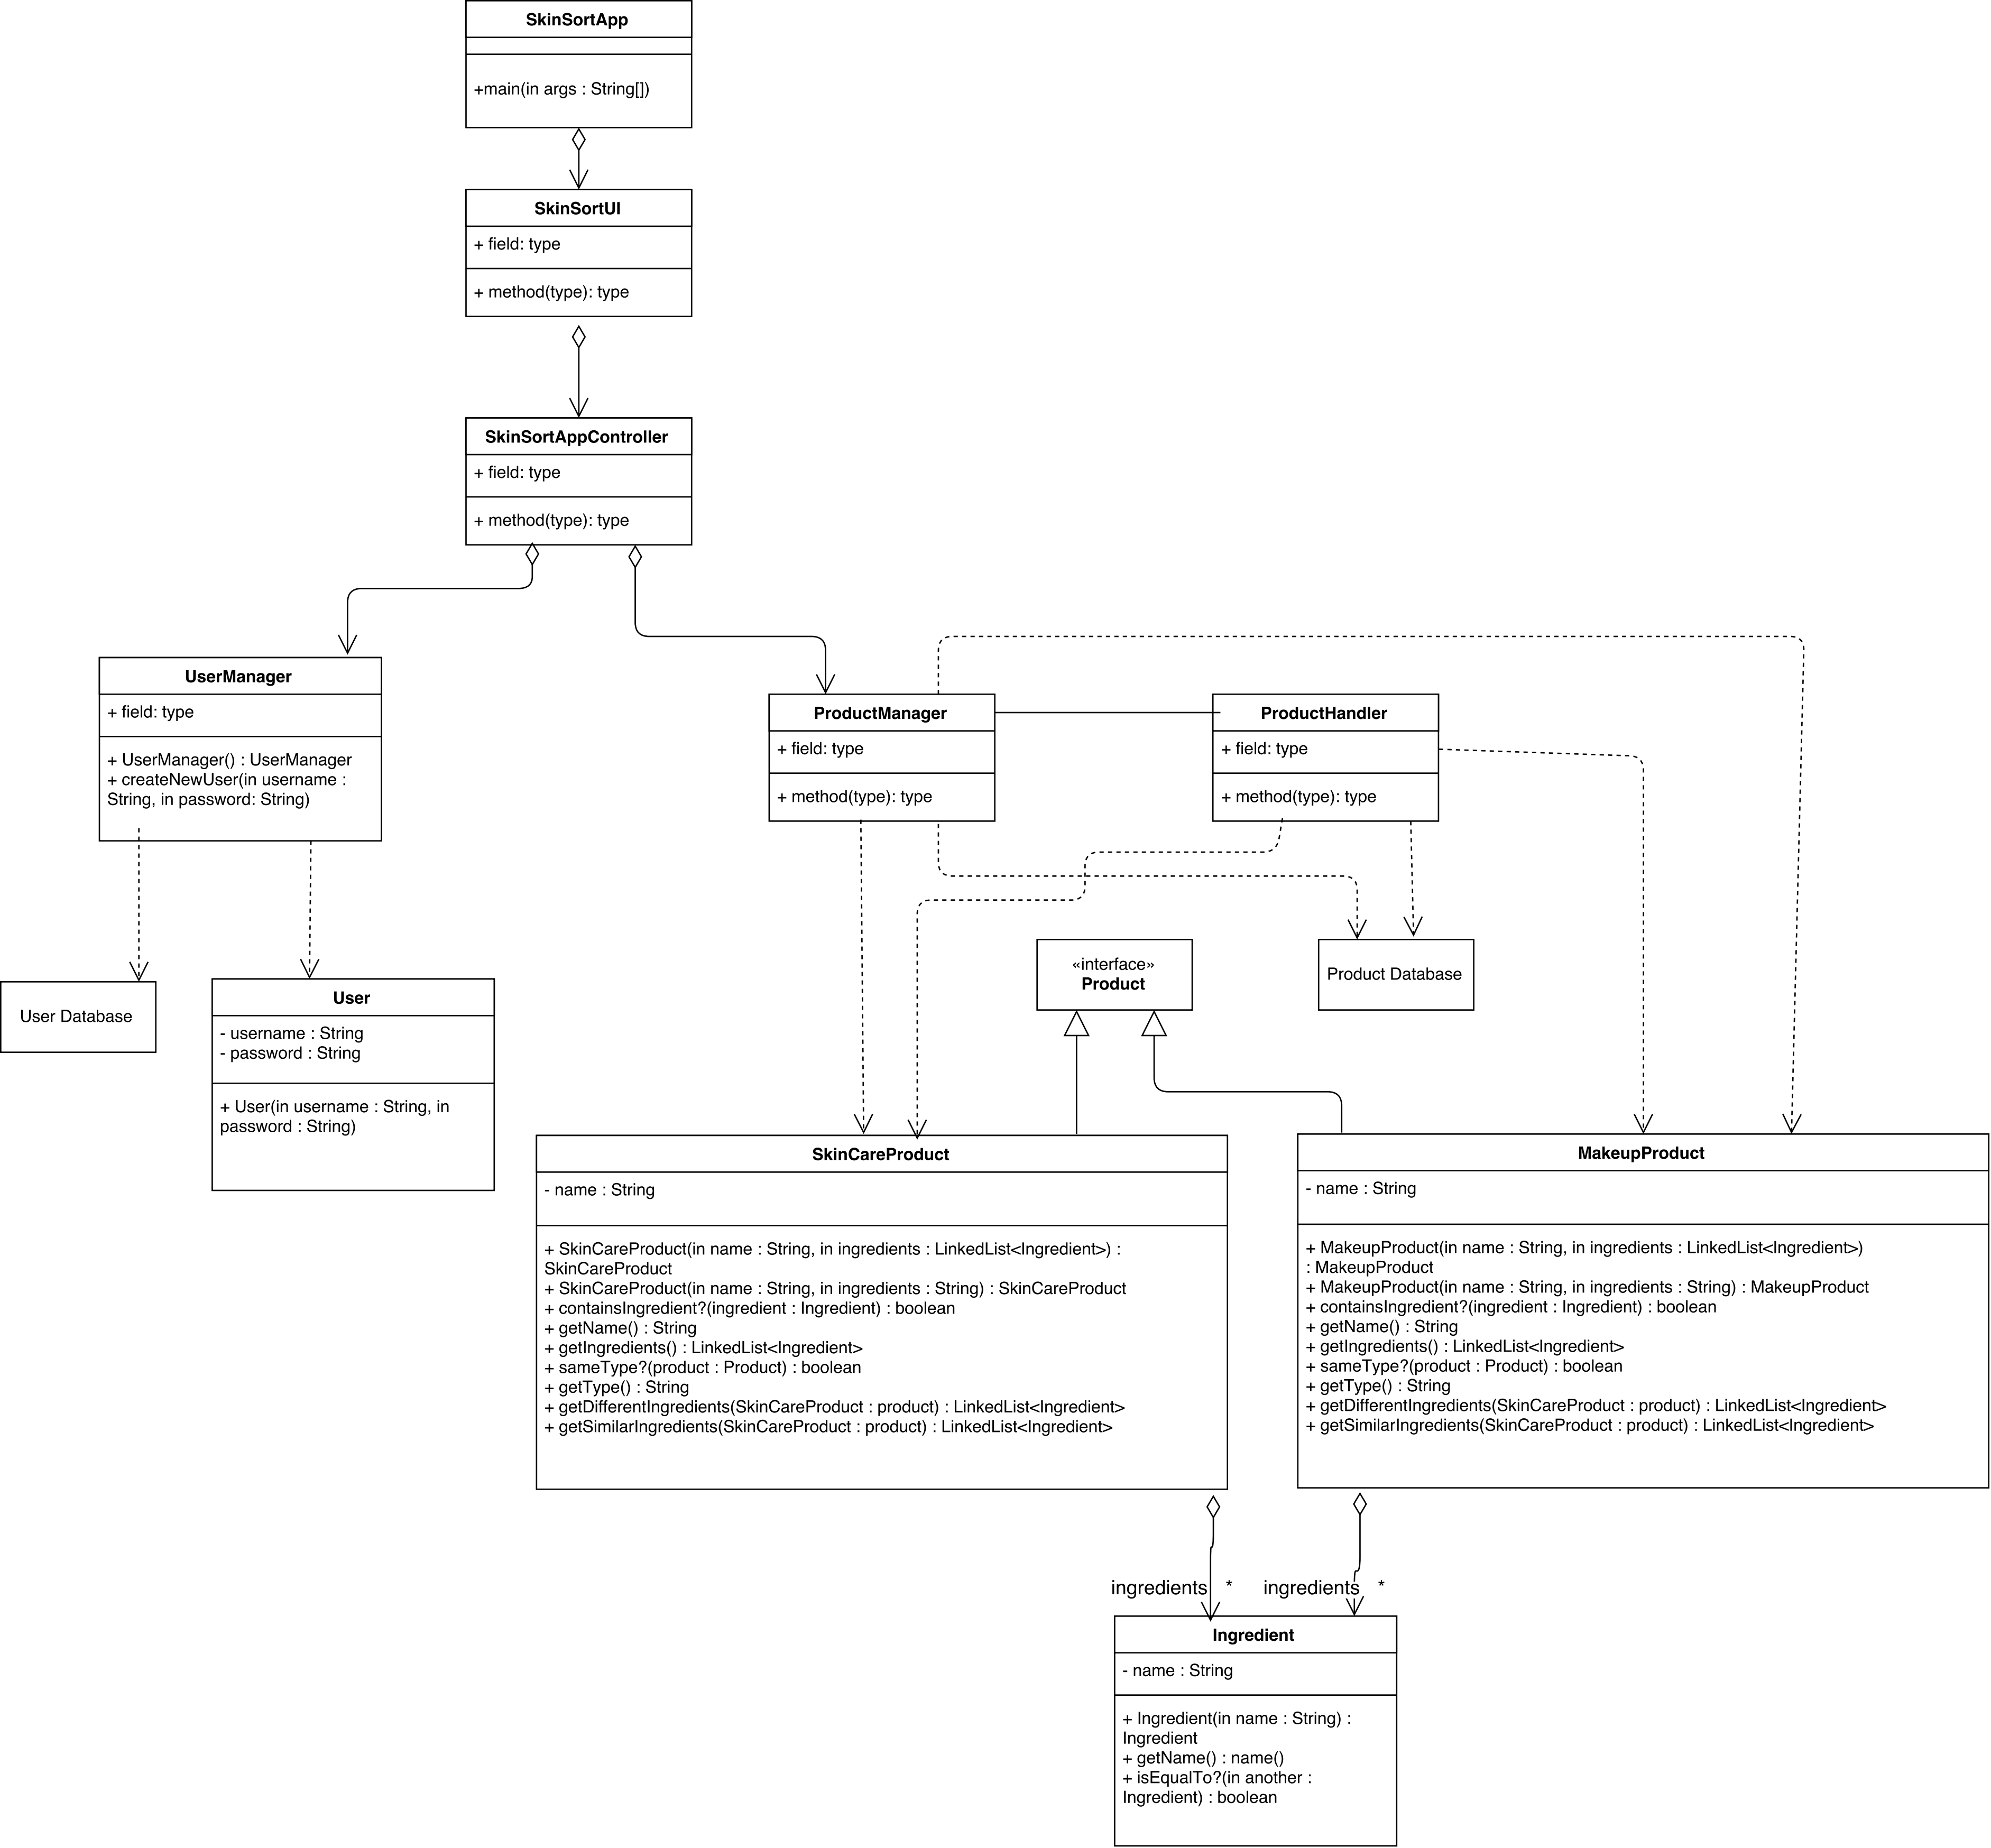 SkinSortApp
+main(in args : String[])
SkinSortUI
+ field: type
+ method(type): type
SkinSortAppController
+ field: type
+ method(type): type
UserManager
+ field: type
+ UserManager() : UserManager
+ createNewUser(in username :
String, in password: String)
ProductManager
+ field: type
+ method(type): type
ProductHandler
+ field: type
+ method(type): type
User Database
User
- username : String
- password : String
+ User(in username : String, in
password : String)
«interface»
Product
Product Database
SkinCareProduct
- name : String
+ SkinCareProduct(in name : String, in ingredients : LinkedList<Ingredient>) :
SkinCareProduct
+ SkinCareProduct(in name : String, in ingredients : String) : SkinCareProduct
+ containsIngredient?(ingredient : Ingredient) : boolean
+ getName() : String
+ getIngredients() : LinkedList<Ingredient>
+ sameType?(product : Product) : boolean
+ getType() : String
+ getDifferentIngredients(SkinCareProduct : product) : LinkedList<Ingredient>
+ getSimilarIngredients(SkinCareProduct : product) : LinkedList<Ingredient>
MakeupProduct
- name : String
+ MakeupProduct(in name : String, in ingredients : LinkedList<Ingredient>)
: MakeupProduct
+ MakeupProduct(in name : String, in ingredients : String) : MakeupProduct
+ containsIngredient?(ingredient : Ingredient) : boolean
+ getName() : String
+ getIngredients() : LinkedList<Ingredient>
+ sameType?(product : Product) : boolean
+ getType() : String
+ getDifferentIngredients(SkinCareProduct : product) : LinkedList<Ingredient>
+ getSimilarIngredients(SkinCareProduct : product) : LinkedList<Ingredient>
ingredients *
ingredients *
Ingredient
- name : String
+ Ingredient(in name : String) :
Ingredient
+ getName() : name()
+ isEqualTo?(in another :
Ingredient) : boolean